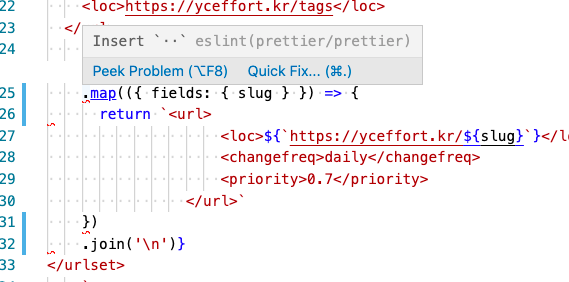 22 <loc>https://yceffort.kr/tags</loc>
23 </
24
Insert `··` eslint(prettier/prettier)
Peek Problem (⌥F8) Quick Fix... (⌘.)
25 .map(({ fields: { slug } }) => {
26 return `<url>
27 <loc>${`https://yceffort.kr/${slug}`}</l
28 <changefreq>daily</changefreq>
29 <priority>0.7</priority>
30 </url>`
31 })
32 .join('\n')}
33 </urlset>